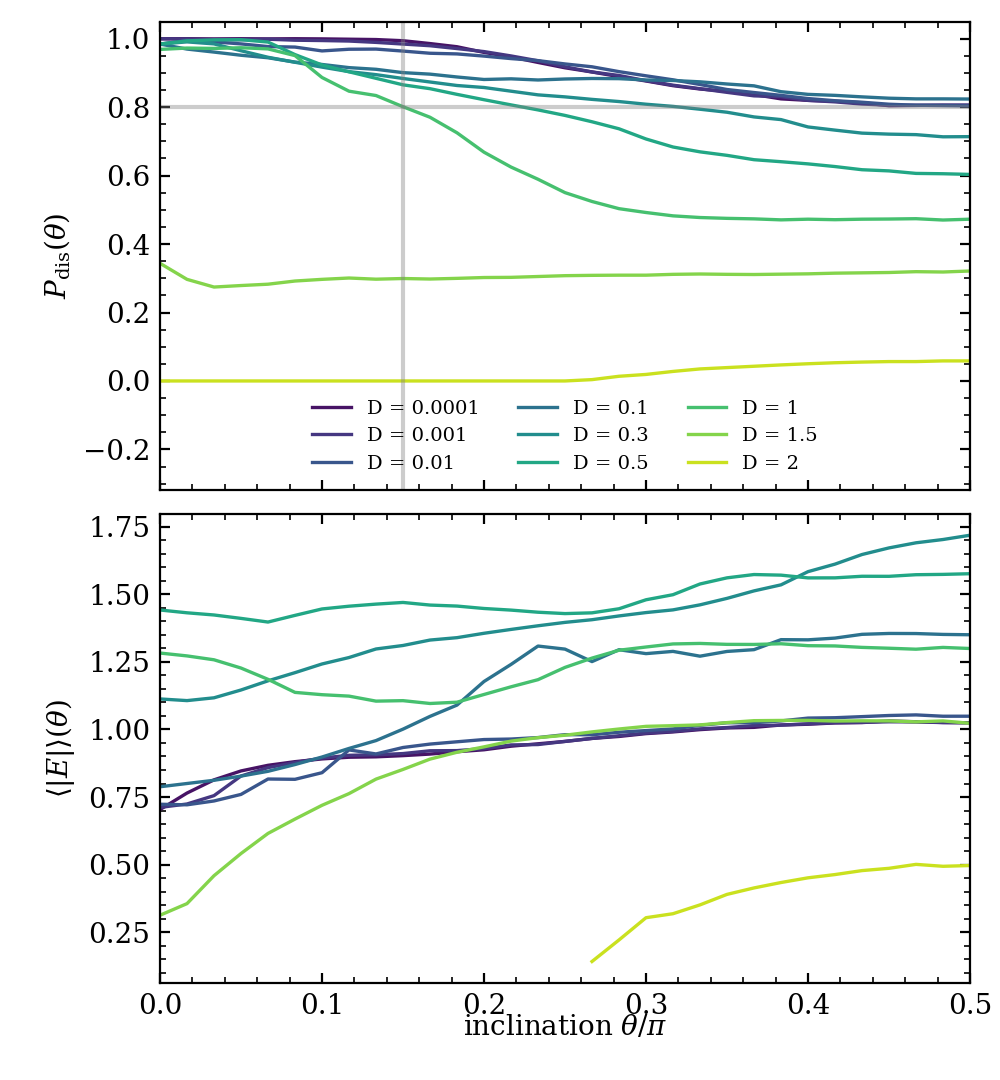 1.0
0.8
0.6
0.4
0.2
0.0
−0.2
P_dis(θ)
D = 0.0001
D = 0.001
D = 0.01
D = 0.1
D = 0.3
D = 0.5
D = 1
D = 1.5
D = 2
1.75
1.50
1.25
1.00
0.75
0.50
0.25
⟨|E|⟩(θ)
0.0 0.1 0.2 0.3 0.4 0.5
inclination θ/π